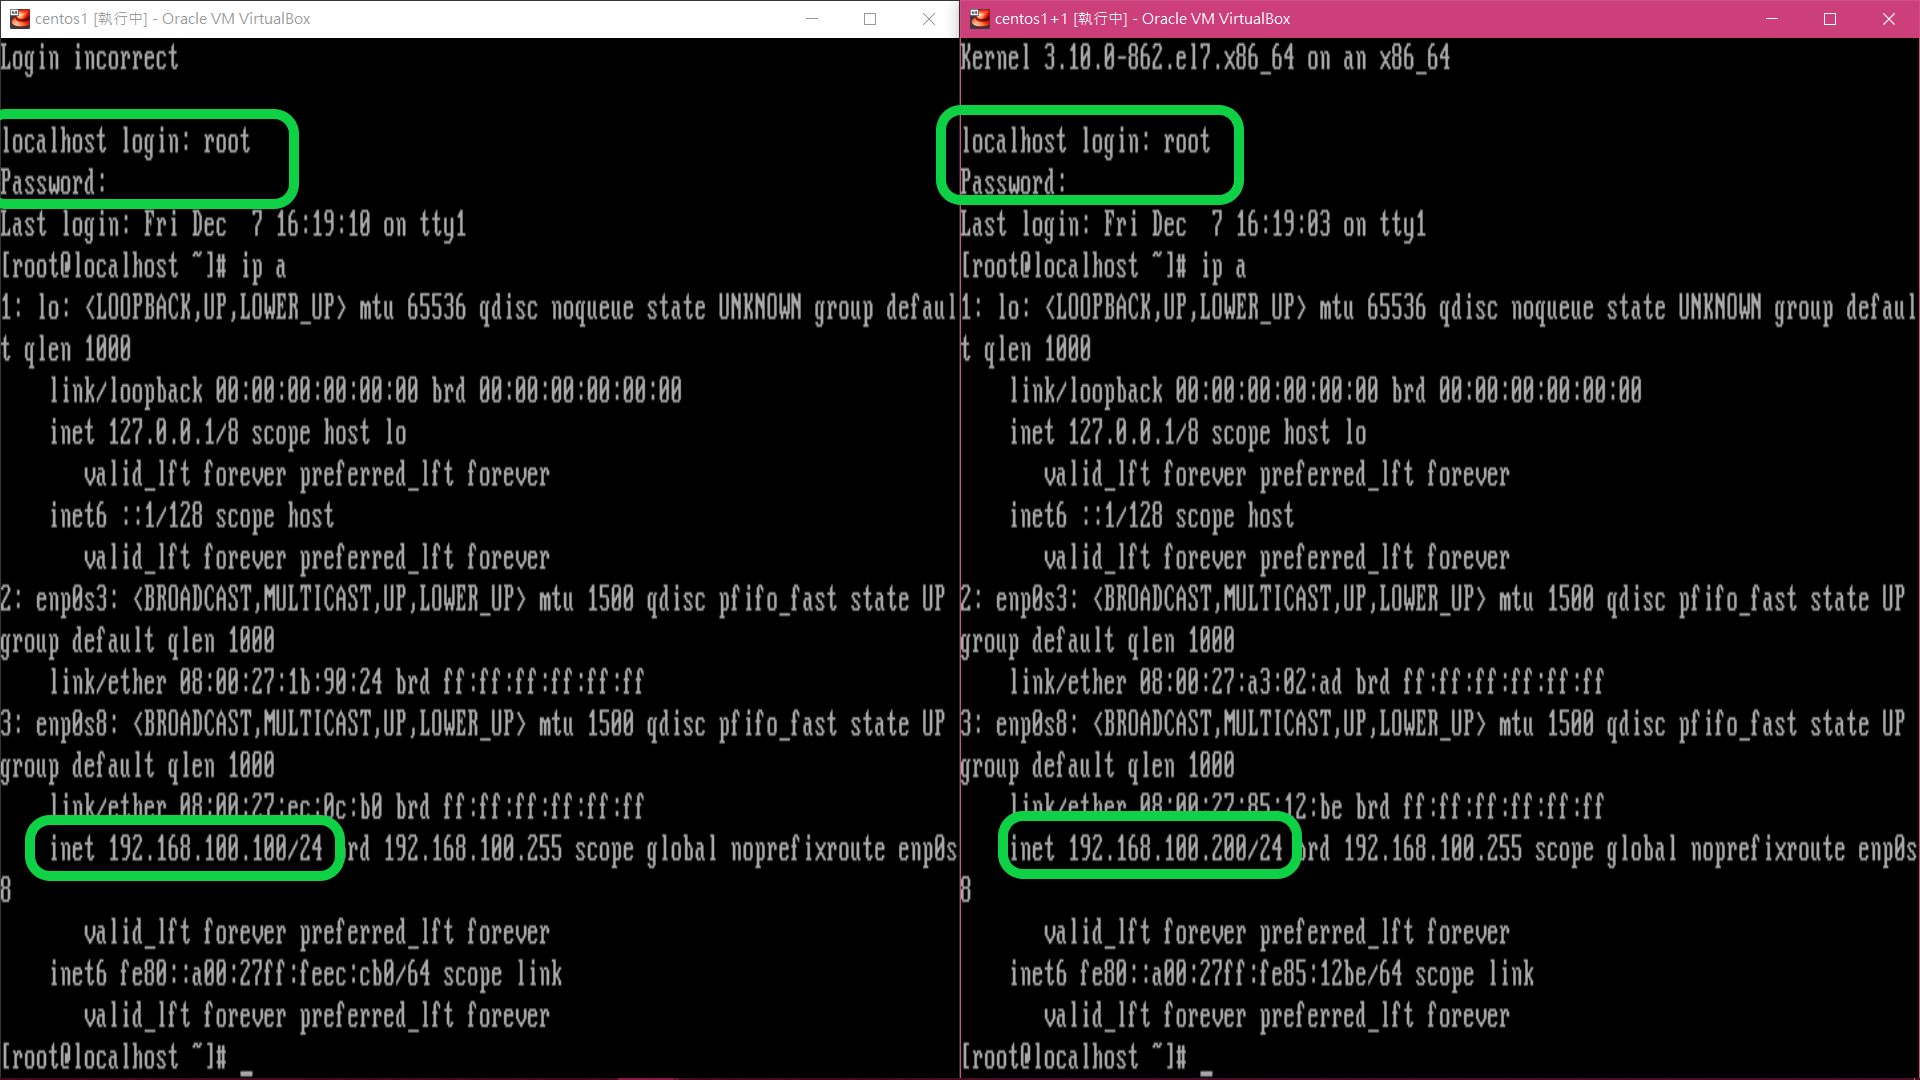 centos1 [執行中] - Oracle VM VirtualBox
Login incorrect
localhost login: root
Password:
Last login: Fri Dec  7 16:19:10 on tty1
[root@localhost ~]# ip a
1: lo: <LOOPBACK,UP,LOWER_UP> mtu 65536 qdisc noqueue state UNKNOWN group defaul
t qlen 1000
    link/loopback 00:00:00:00:00:00 brd 00:00:00:00:00:00
    inet 127.0.0.1/8 scope host lo
       valid_lft forever preferred_lft forever
    inet6 ::1/128 scope host
       valid_lft forever preferred_lft forever
2: enp0s3: <BROADCAST,MULTICAST,UP,LOWER_UP> mtu 1500 qdisc pfifo_fast state UP
group default qlen 1000
    link/ether 08:00:27:1b:90:24 brd ff:ff:ff:ff:ff:ff
3: enp0s8: <BROADCAST,MULTICAST,UP,LOWER_UP> mtu 1500 qdisc pfifo_fast state UP
group default qlen 1000
    link/ether 08:00:27:ec:0c:b0 brd ff:ff:ff:ff:ff:ff
    inet 192.168.100.100/24 brd 192.168.100.255 scope global noprefixroute enp0s
8
       valid_lft forever preferred_lft forever
    inet6 fe80::a00:27ff:feec:cb0/64 scope link
       valid_lft forever preferred_lft forever
[root@localhost ~]# _
centos1+1 [執行中] - Oracle VM VirtualBox
Kernel 3.10.0-862.el7.x86_64 on an x86_64
localhost login: root
Password:
Last login: Fri Dec  7 16:19:03 on tty1
[root@localhost ~]# ip a
1: lo: <LOOPBACK,UP,LOWER_UP> mtu 65536 qdisc noqueue state UNKNOWN group defaul
t qlen 1000
    link/loopback 00:00:00:00:00:00 brd 00:00:00:00:00:00
    inet 127.0.0.1/8 scope host lo
       valid_lft forever preferred_lft forever
    inet6 ::1/128 scope host
       valid_lft forever preferred_lft forever
2: enp0s3: <BROADCAST,MULTICAST,UP,LOWER_UP> mtu 1500 qdisc pfifo_fast state UP
group default qlen 1000
    link/ether 08:00:27:a3:02:ad brd ff:ff:ff:ff:ff:ff
3: enp0s8: <BROADCAST,MULTICAST,UP,LOWER_UP> mtu 1500 qdisc pfifo_fast state UP
group default qlen 1000
    link/ether 08:00:27:85:12:be brd ff:ff:ff:ff:ff:ff
    inet 192.168.100.200/24 brd 192.168.100.255 scope global noprefixroute enp0s
8
       valid_lft forever preferred_lft forever
    inet6 fe80::a00:27ff:fe85:12be/64 scope link
       valid_lft forever preferred_lft forever
[root@localhost ~]# _